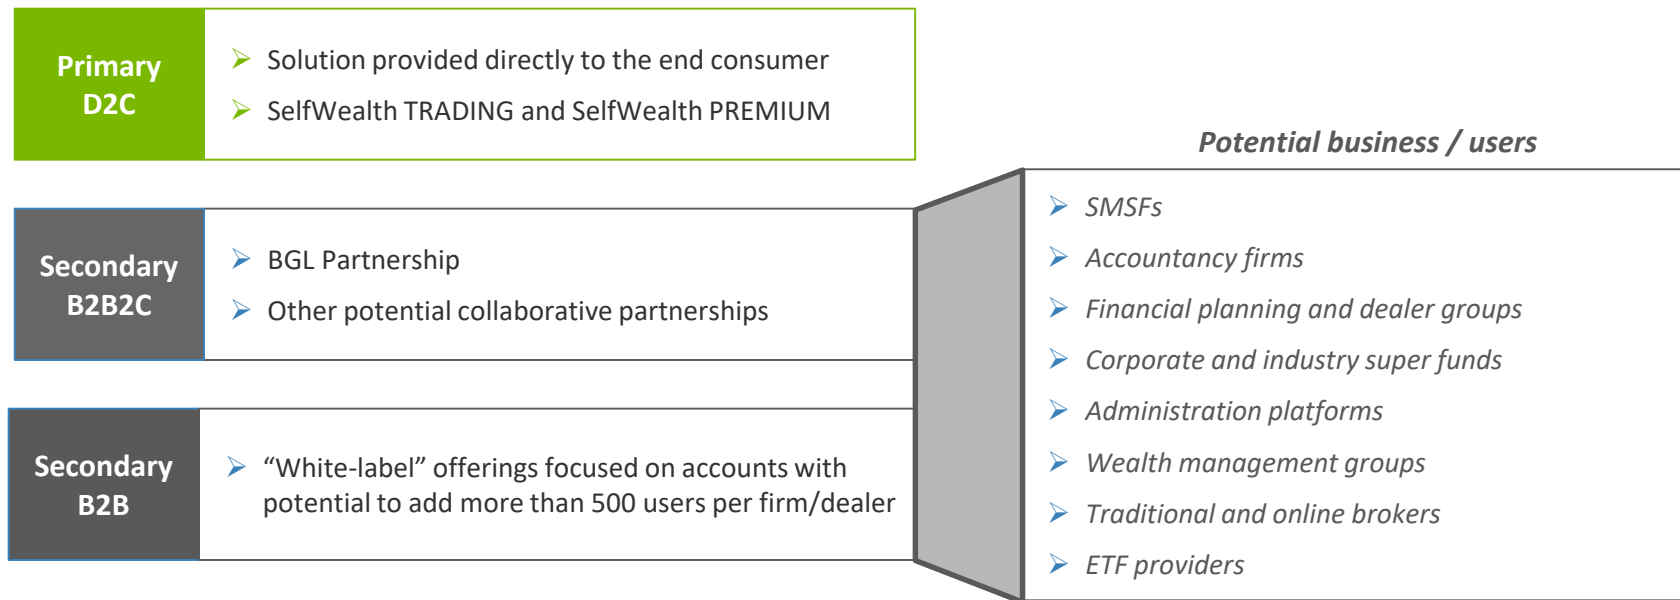 Primary
D2C
Solution provided directly to the end consumer
SelfWealth TRADING and SelfWealth PREMIUM
Secondary
B2B2C
BGL Partnership
Other potential collaborative partnerships
Secondary
B2B
“White-label” offerings focused on accounts with
potential to add more than 500 users per firm/dealer
Potential business / users
SMSFs
Accountancy firms
Financial planning and dealer groups
Corporate and industry super funds
Administration platforms
Wealth management groups
Traditional and online brokers
ETF providers